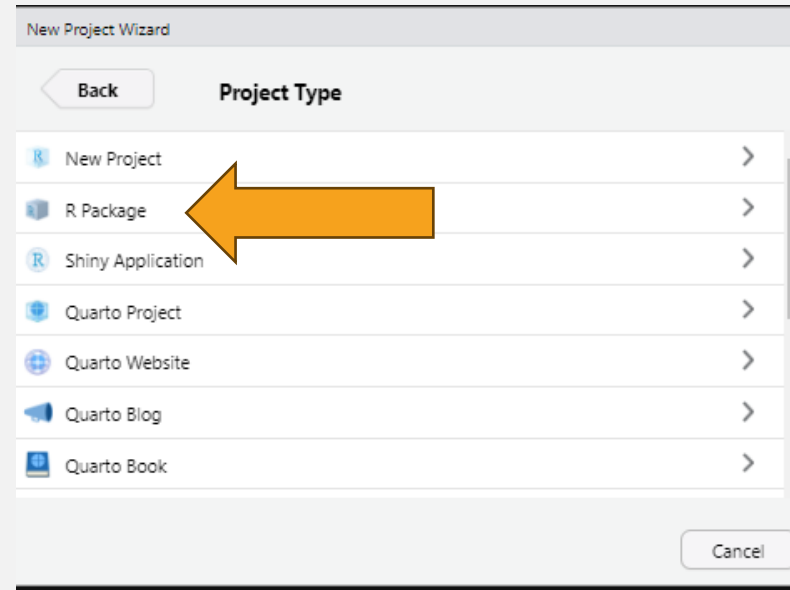 New Project Wizard
Back
Project Type
New Project
R Package
Shiny Application
Quarto Project
Quarto Website
Quarto Blog
Quarto Book
Cancel